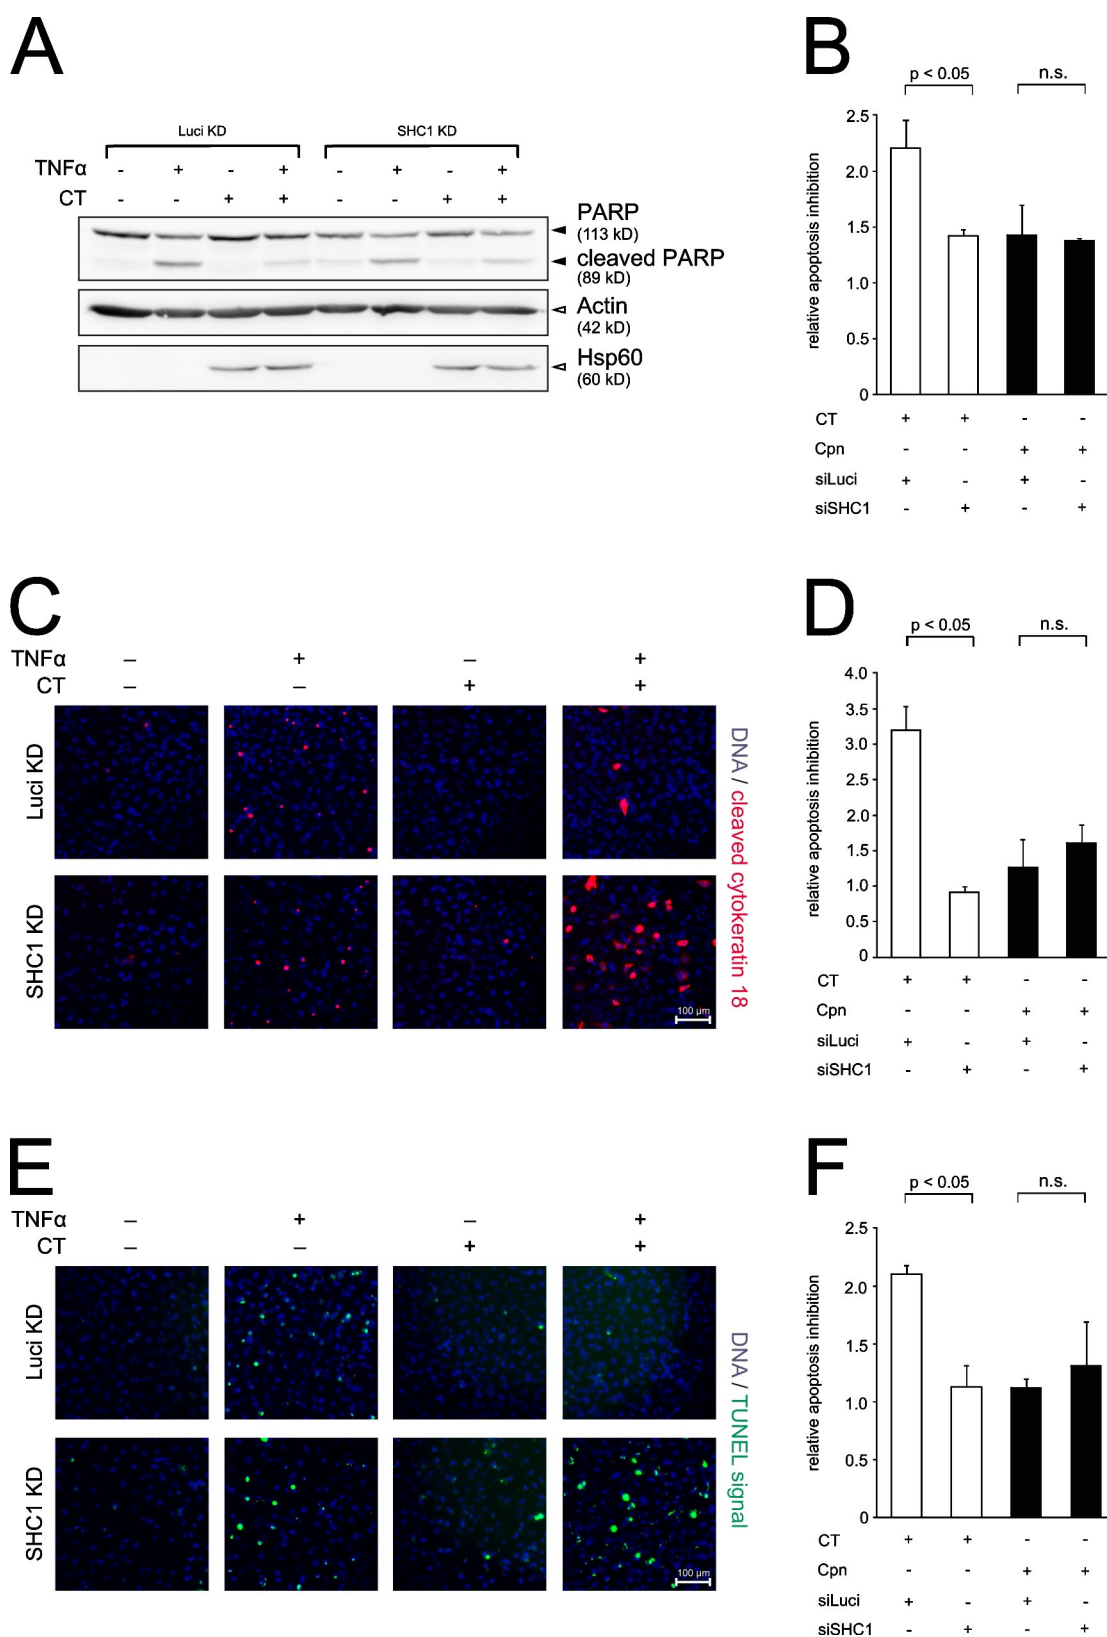 A
Luci KD SHC1 KD
TNFα - + - + - + - +
CT - - + + - - + +
PARP
(113 kD)
cleaved PARP
(89 kD)
Actin
(42 kD)
Hsp60
(60 kD)
B
p < 0.05 n.s.
relative apoptosis inhibition
2.5
2.0
1.5
1.0
0.5
0
CT + + - -
Cpn - - + +
siLuci + - + -
siSHC1 - + - +
C
TNFα – + – +
CT – – + +
Luci KD
SHC1 KD
100 µm
DNA / cleaved cytokeratin 18
D
p < 0.05 n.s.
relative apoptosis inhibition
4.0
3.5
3.0
2.5
2.0
1.5
1.0
0.5
0
CT + + - -
Cpn - - + +
siLuci + - + -
siSHC1 - + - +
E
TNFα – + – +
CT – – + +
Luci KD
SHC1 KD
100 µm
DNA / TUNEL signal
F
p < 0.05 n.s.
relative apoptosis inhibition
2.5
2.0
1.5
1.0
0.5
0
CT + + - -
Cpn - - + +
siLuci + - + -
siSHC1 - + - +